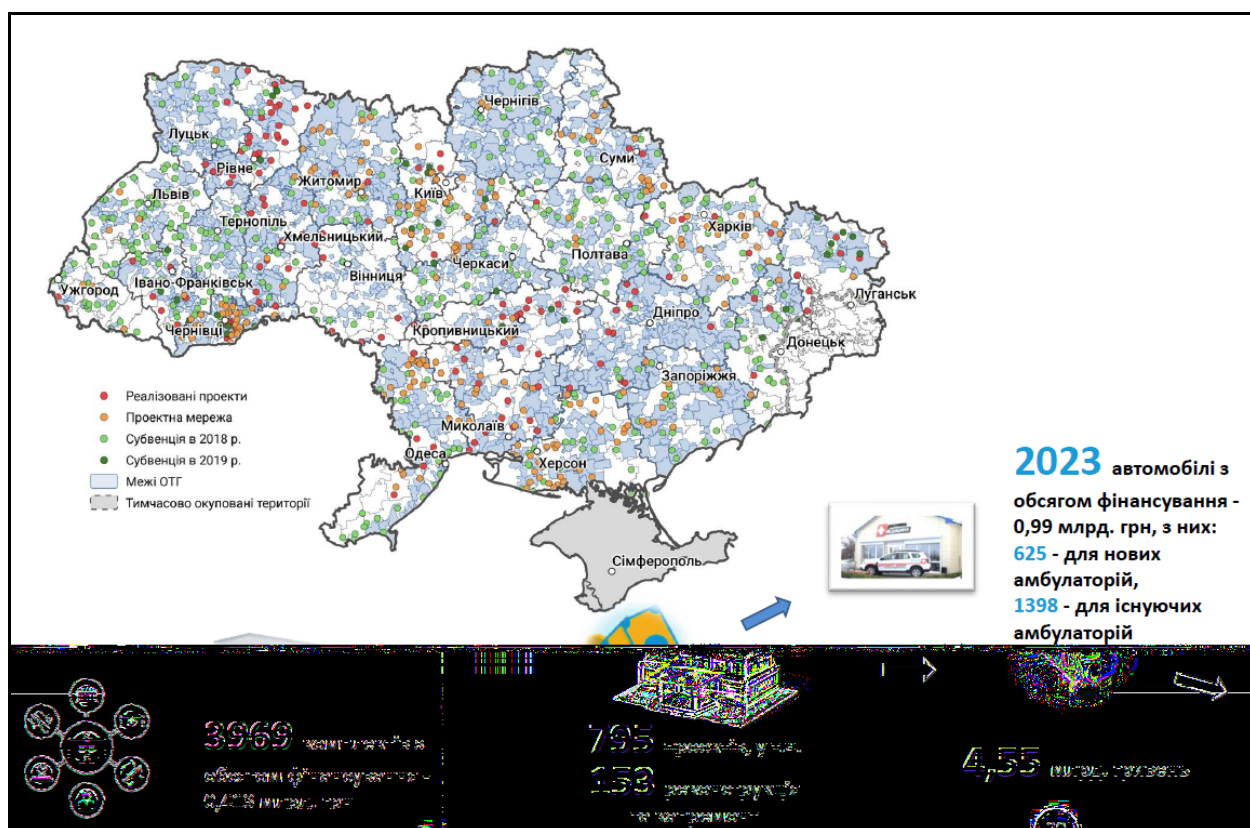 Чернігів
Луцьк
Рівне
Суми
Житомир
Київ
Львів
Тернопіль
Харків
Хмельницький
Полтава
Черкаси
Вінниця
Івано-Франківськ
Ужгород
Луганськ
Дніпро
Чернівці
Кропивницький
Донецьк
Запоріжжя
Реалізовані проекти
Проектна мережа
Субвенція в 2018 р.
Субвенція в 2019 р.
Межі ОТГ
Тимчасово окуповані території
Миколаїв
Одеса
Херсон
Сімферополь
2023 автомобілі з
обсягом фінансування -
0,99 млрд. грн, з них:
625 - для нових
амбулаторій,
1398 - для існуючих
амбулаторій
3969
795
153
4,55